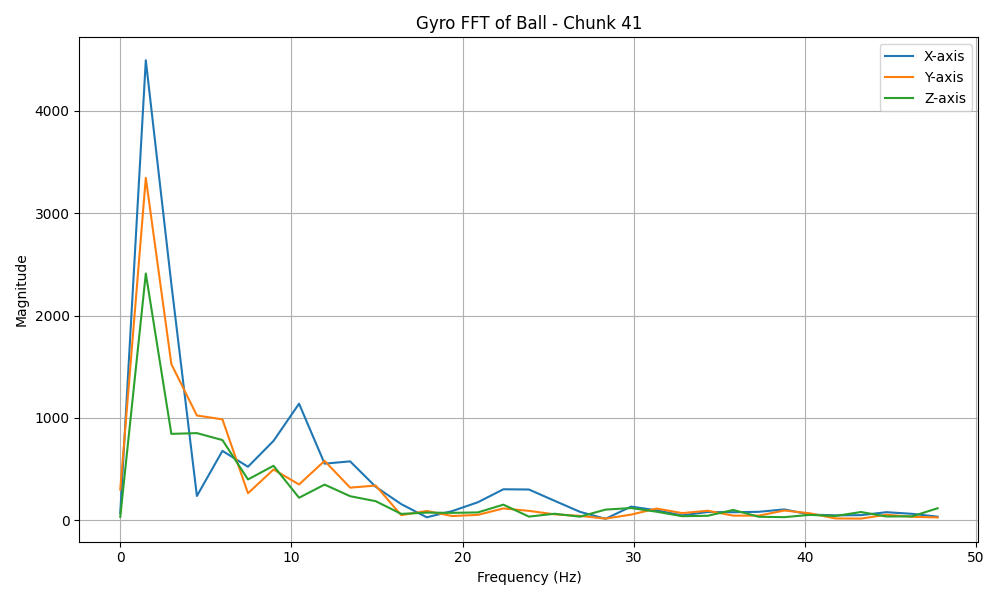 Gyro FFT of Ball - Chunk 41
X-axis
Y-axis
Z-axis
4000
3000
2000
1000
0
Magnitude
0 10 20 30 40 50
Frequency (Hz)